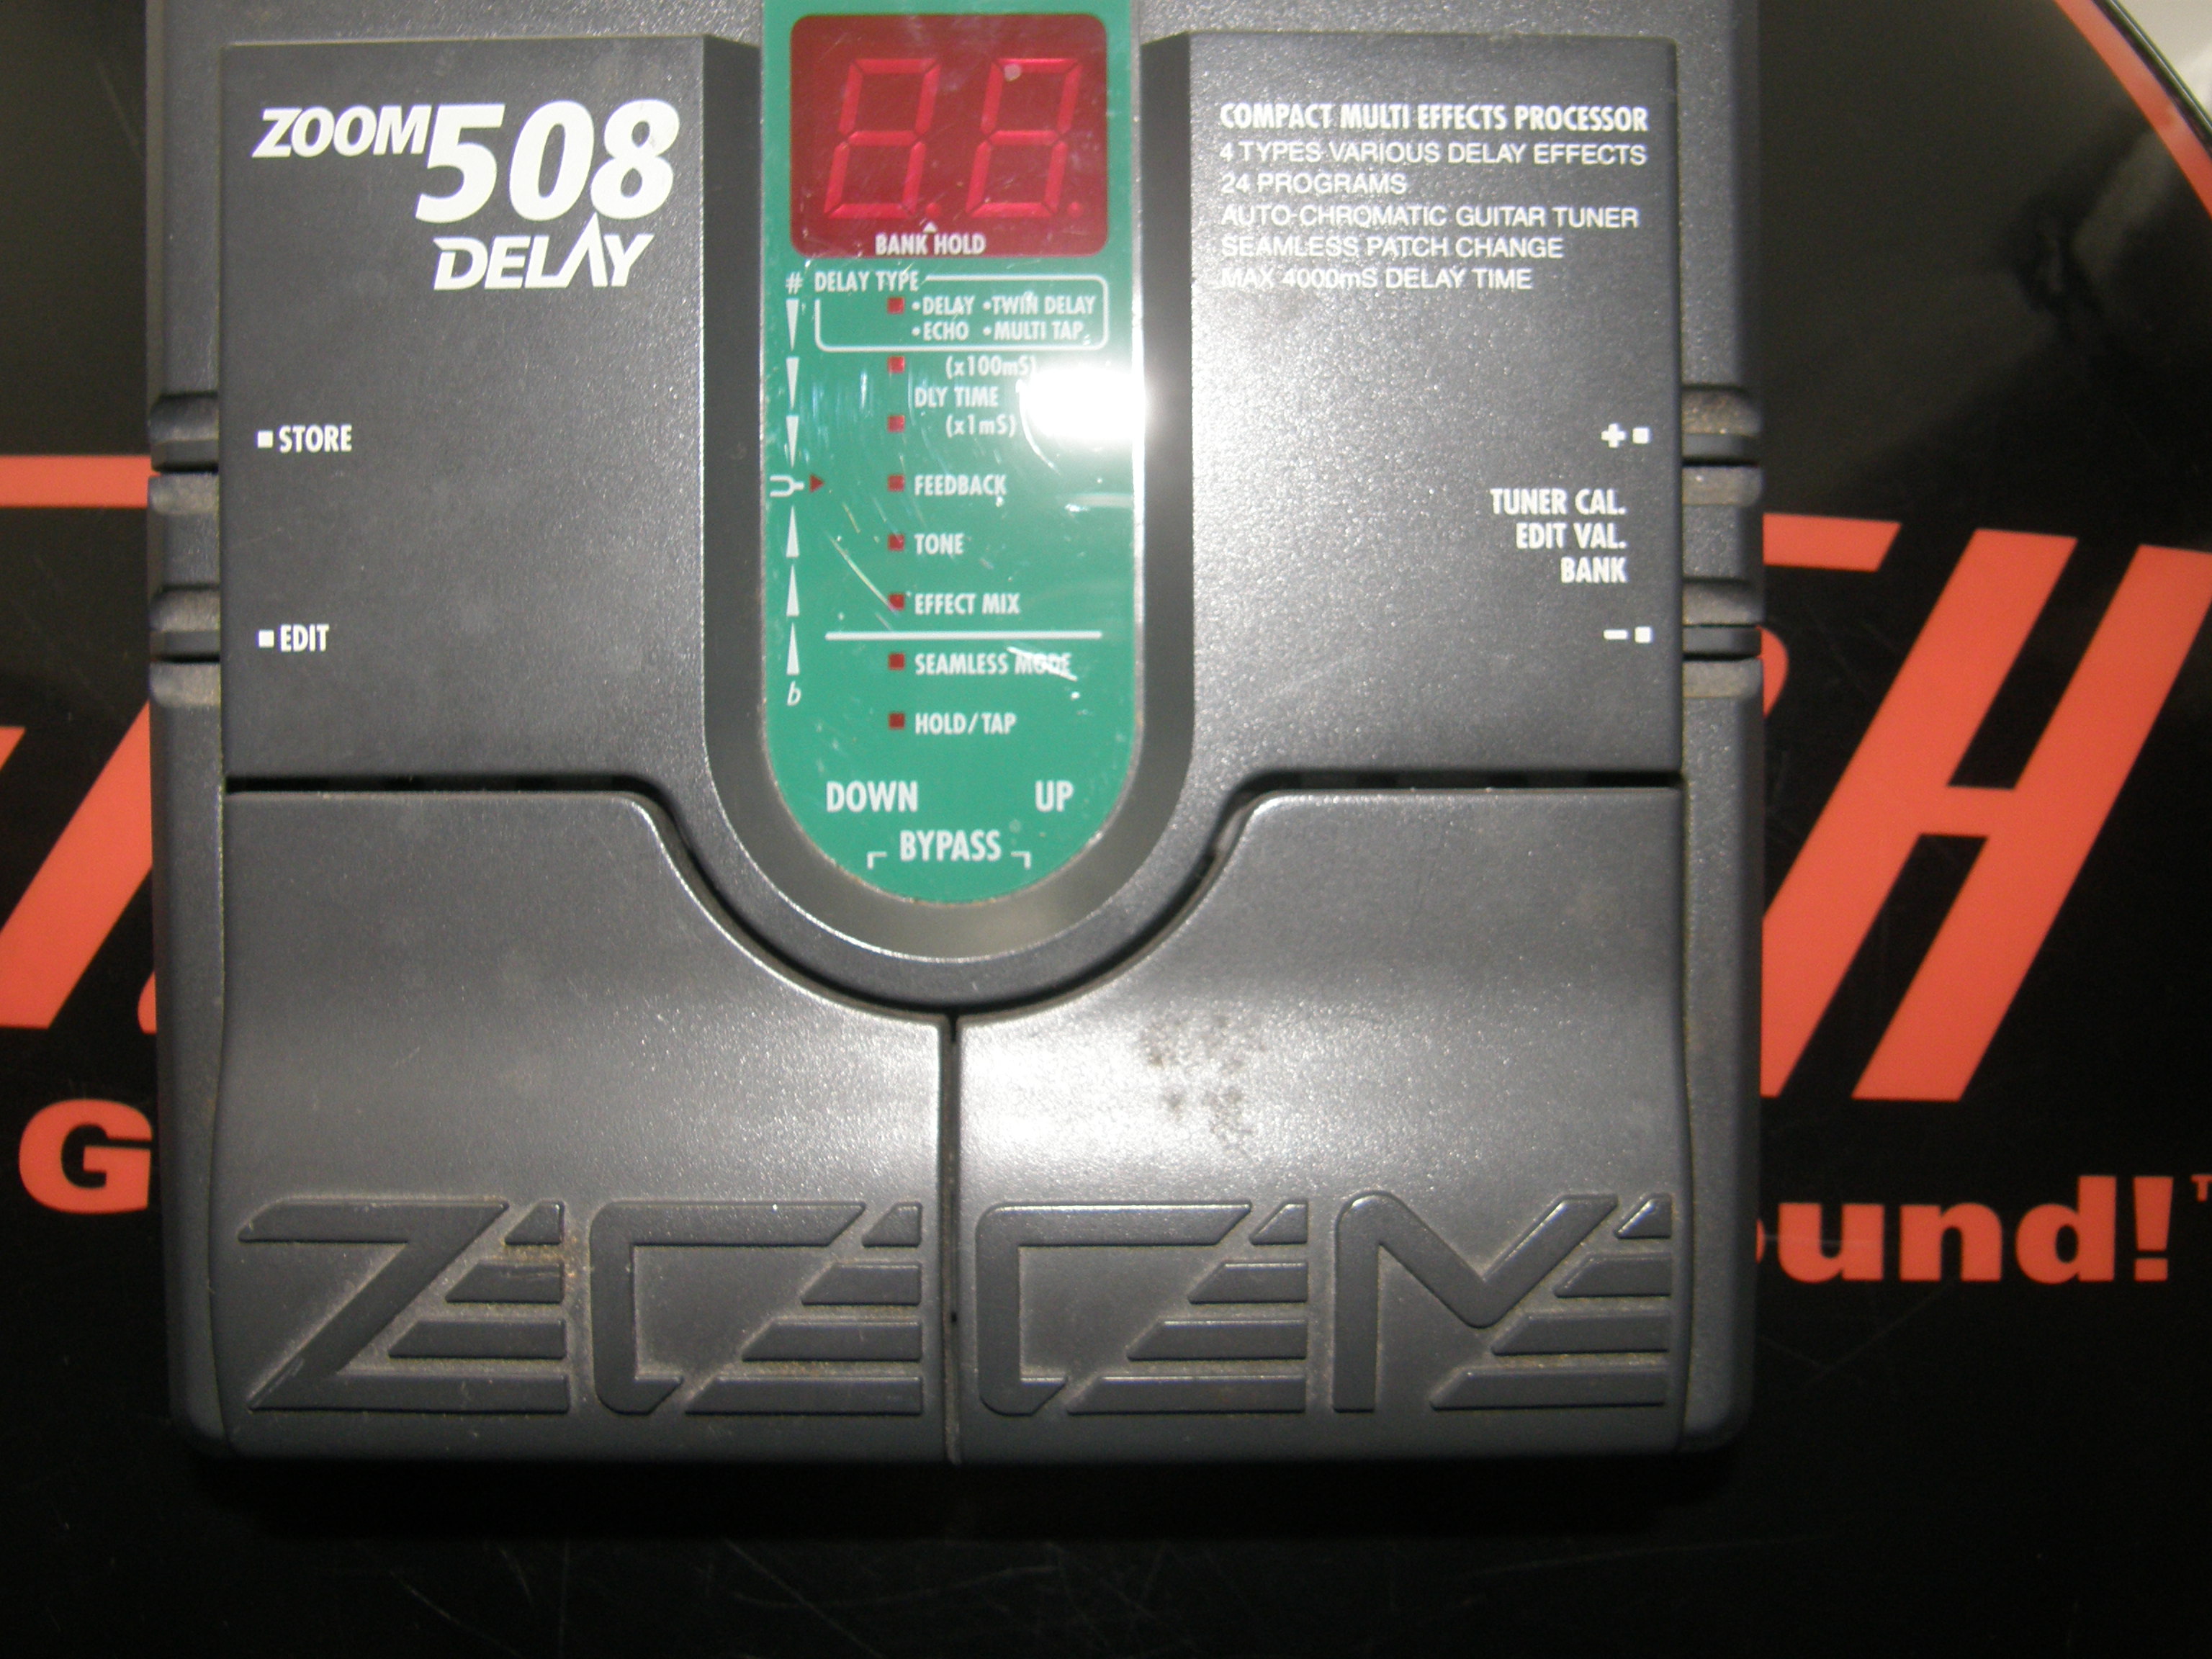 ZOOM 508
DELAY
STORE
EDIT
BANK HOLD
# DELAY TYPE
•DELAY •TWIN DELAY
•ECHO •MULTI TAP
(x100mS)
DLY TIME
(x1mS)
FEEDBACK
TONE
EFFECT MIX
SEAMLESS MODE
b
HOLD/TAP
DOWN UP
BYPASS
COMPACT MULTI EFFECTS PROCESSOR
4 TYPES VARIOUS DELAY EFFECTS
24 PROGRAMS
AUTO-CHROMATIC GUITAR TUNER
SEAMLESS PATCH CHANGE
MAX 4000mS DELAY TIME
+
TUNER CAL.
EDIT VAL.
BANK
-
ZOOM
H
G
ound!